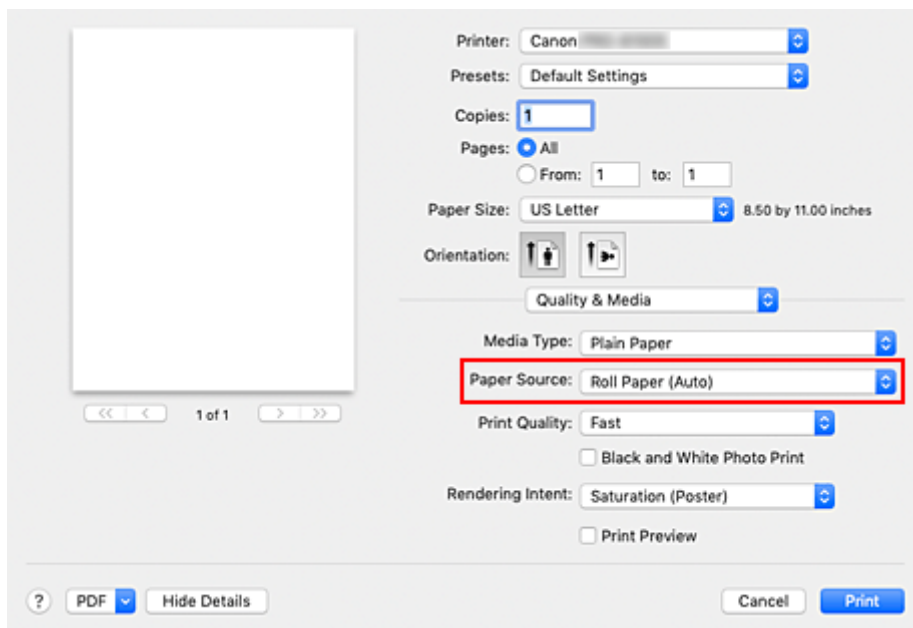 Printer: Canon
Presets: Default Settings
Copies: 1
Pages: All
From: 1 to: 1
Paper Size: US Letter 8.50 by 11.00 inches
Orientation:
Quality & Media
Media Type: Plain Paper
Paper Source: Roll Paper (Auto)
1 of 1
Print Quality: Fast
Black and White Photo Print
Rendering Intent: Saturation (Poster)
Print Preview
? PDF Hide Details Cancel Print